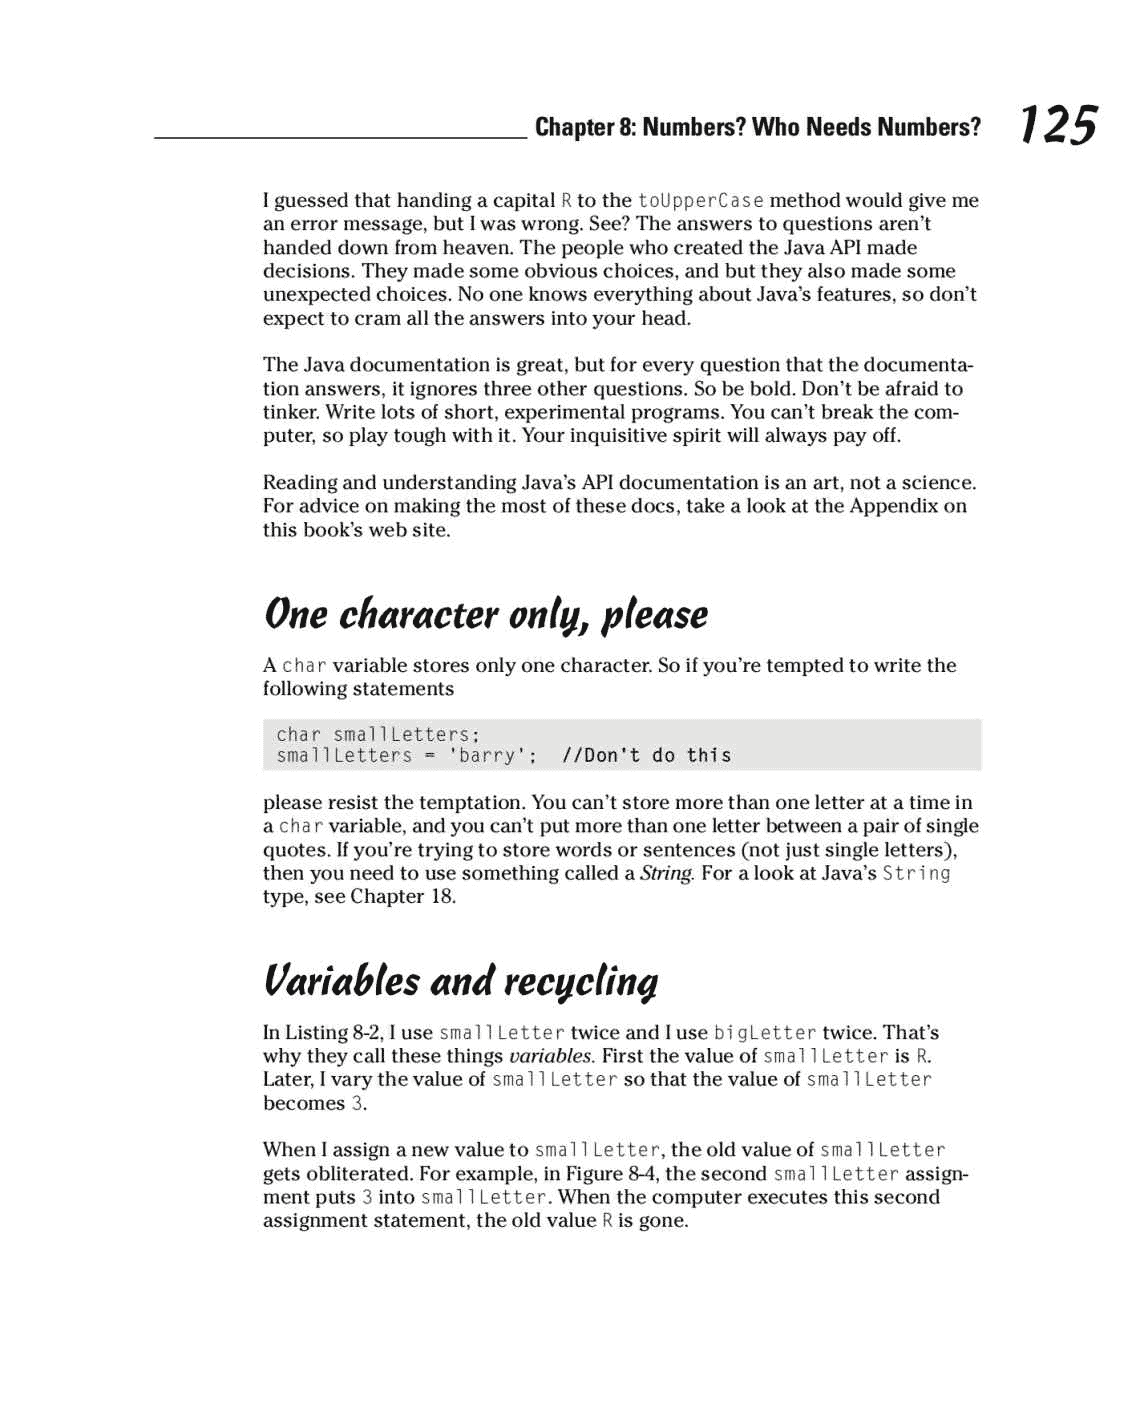 Chapter 8: Numbers? Who Needs Numbers? 125
I guessed that handing a capital R to the toUpperCase method would give me
an error message, but I was wrong. See? The answers to questions aren’t
handed down from heaven. The people who created the Java API made
decisions. They made some obvious choices, and but they also made some
unexpected choices. No one knows everything about Java’s features, so don’t
expect to cram all the answers into your head.
The Java documentation is great, but for every question that the documenta-
tion answers, it ignores three other questions. So be bold. Don’t be afraid to
tinker. Write lots of short, experimental programs. You can’t break the com-
puter, so play tough with it. Your inquisitive spirit will always pay off.
Reading and understanding Java’s API documentation is an art, not a science.
For advice on making the most of these docs, take a look at the Appendix on
this book’s web site.
One character only, please
A char variable stores only one character. So if you’re tempted to write the
following statements
char smallLetters;
smallLetters = 'barry';  //Don't do this
please resist the temptation. You can’t store more than one letter at a time in
a char variable, and you can’t put more than one letter between a pair of single
quotes. If you’re trying to store words or sentences (not just single letters),
then you need to use something called a String. For a look at Java’s String
type, see Chapter 18.
Variables and recycling
In Listing 8-2, I use smallLetter twice and I use bigLetter twice. That’s
why they call these things variables. First the value of smallLetter is R.
Later, I vary the value of smallLetter so that the value of smallLetter
becomes 3.
When I assign a new value to smallLetter, the old value of smallLetter
gets obliterated. For example, in Figure 8-4, the second smallLetter assign-
ment puts 3 into smallLetter. When the computer executes this second
assignment statement, the old value R is gone.